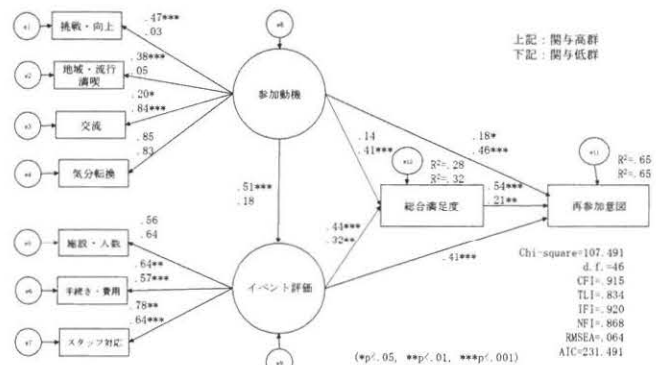 e1
挑戦・向上
.47***
.03
e2
地域・流行
満喫
.38***
.05
e3
交流
.20*
.84***
e4
気分転換
.85
.83
e8
参加動機
上記：関与高群
下記：関与低群
.14
.41***
.18*
.46***
R²=.28
R²=.32
総合満足度
.54***
.21**
e11
R²=.65
R²=.65
再参加意図
.51***
.18
.44***
.32**
.41***
e5
施設・人数
.56
.64
e6
手続き・費用
.64**
.57***
e7
スタッフ対応
.78**
.64***
イベント評価
e9
(*p<.05, **p<.01, ***p<.001)
Chi-square=107.491
d.f.=46
CFI=.915
TLI=.834
IFI=.920
NFI=.868
RMSEA=.064
AIC=231.491